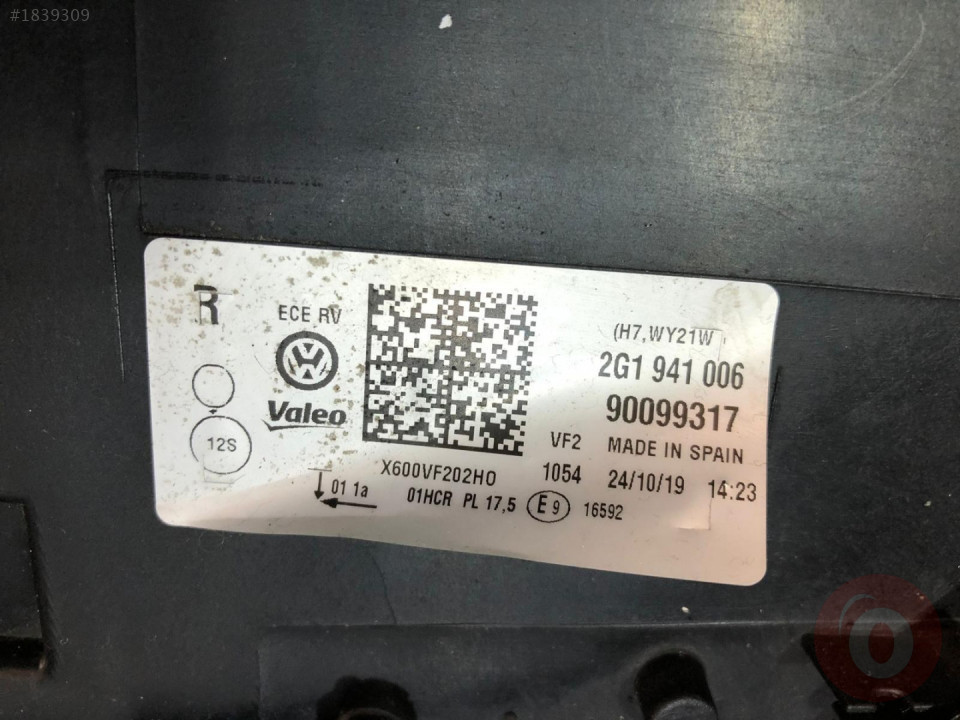 #1839309
R
ECE RV
Valeo
12S
01 1a
X600VF202H0
01HCR PL 17,5
E9
16592
(H7,WY21W
2G1 941 006
90099317
VF2 MADE IN SPAIN
1054 24/10/19 14:23